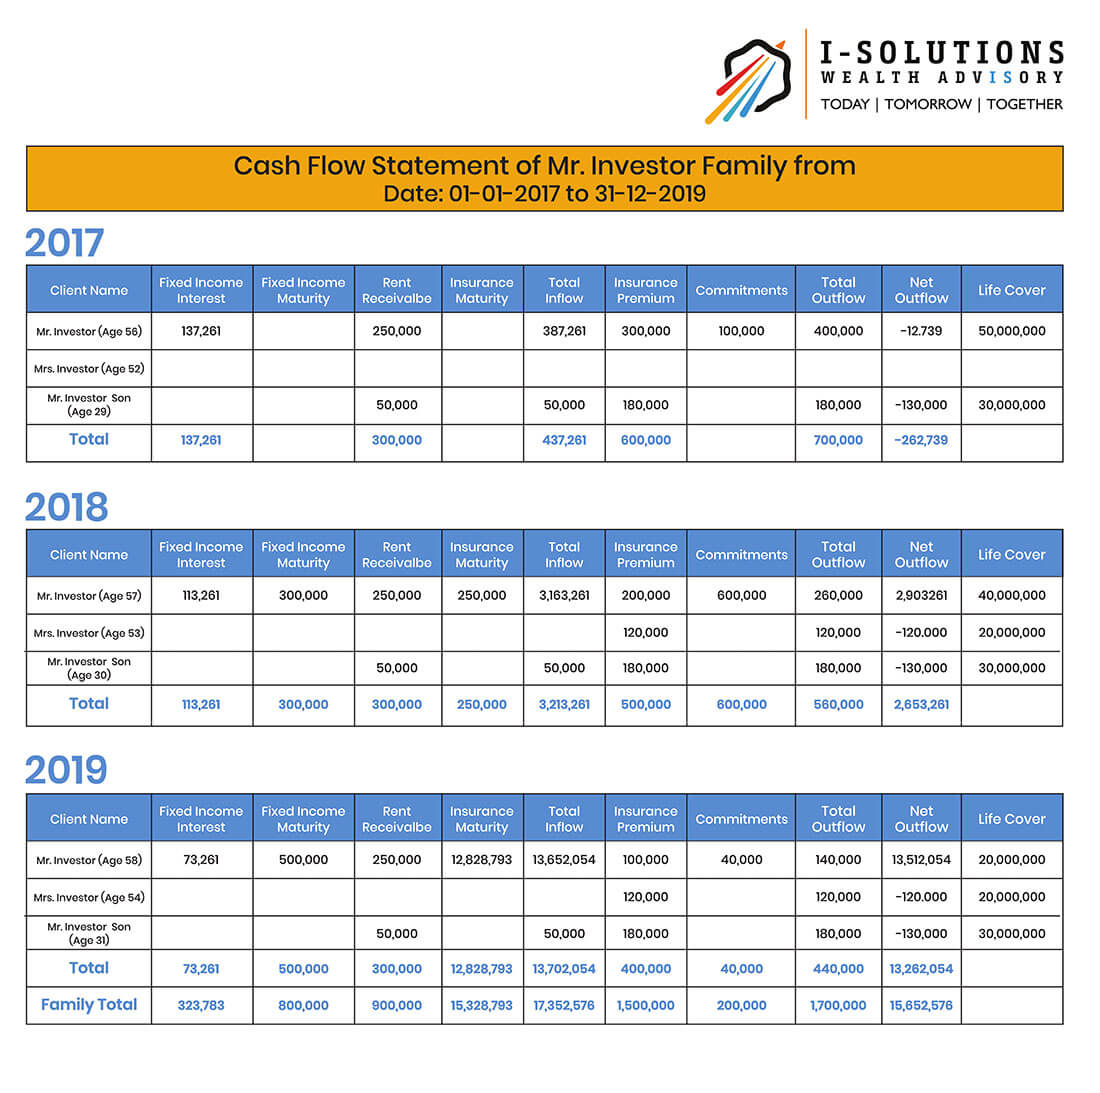 I-SOLUTIONS
WEALTH ADVISORY
TODAY | TOMORROW | TOGETHER
Cash Flow Statement of Mr. Investor Family from
Date: 01-01-2017 to 31-12-2019
2017
Client Name Fixed Income Interest Fixed Income Maturity Rent Receivalbe Insurance Maturity Total Inflow Insurance Premium Commitments Total Outflow Net Outflow Life Cover
Mr. Investor (Age 56) 137,261 250,000 387,261 300,000 100,000 400,000 -12.739 50,000,000
Mrs. Investor (Age 52)
Mr. Investor Son (Age 29) 50,000 50,000 180,000 180,000 -130,000 30,000,000
Total 137,261 300,000 437,261 600,000 700,000 -262,739
2018
Client Name Fixed Income Interest Fixed Income Maturity Rent Receivalbe Insurance Maturity Total Inflow Insurance Premium Commitments Total Outflow Net Outflow Life Cover
Mr. Investor (Age 57) 113,261 300,000 250,000 250,000 3,163,261 200,000 600,000 260,000 2,903261 40,000,000
Mrs. Investor (Age 53) 120,000 120,000 -120.000 20,000,000
Mr. Investor Son (Age 30) 50,000 50,000 180,000 180,000 -130,000 30,000,000
Total 113,261 300,000 300,000 250,000 3,213,261 500,000 600,000 560,000 2,653,261
2019
Client Name Fixed Income Interest Fixed Income Maturity Rent Receivalbe Insurance Maturity Total Inflow Insurance Premium Commitments Total Outflow Net Outflow Life Cover
Mr. Investor (Age 58) 73,261 500,000 250,000 12,828,793 13,652,054 100,000 40,000 140,000 13,512,054 20,000,000
Mrs. Investor (Age 54) 120,000 120,000 -120.000 20,000,000
Mr. Investor Son (Age 31) 50,000 50,000 180,000 180,000 -130,000 30,000,000
Total 73,261 500,000 300,000 12,828,793 13,702,054 400,000 40,000 440,000 13,262,054
Family Total 323,783 800,000 900,000 15,328,793 17,352,576 1,500,000 200,000 1,700,000 15,652,576